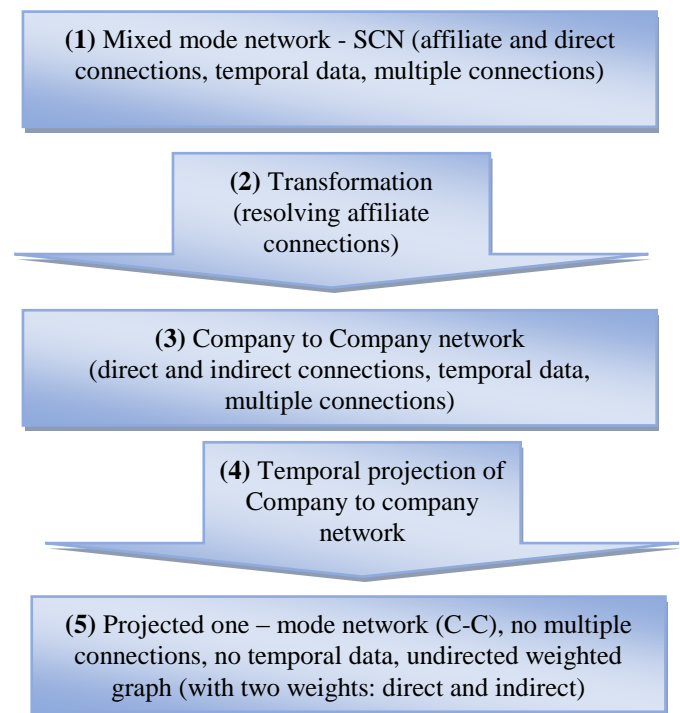 (1) Mixed mode network - SCN (affiliate and direct
connections, temporal data, multiple connections)
(2) Transformation
(resolving affiliate
connections)
(3) Company to Company network
(direct and indirect connections, temporal data,
multiple connections)
(4) Temporal projection of
Company to company
network
(5) Projected one – mode network (C-C), no multiple
connections, no temporal data, undirected weighted
graph (with two weights: direct and indirect)